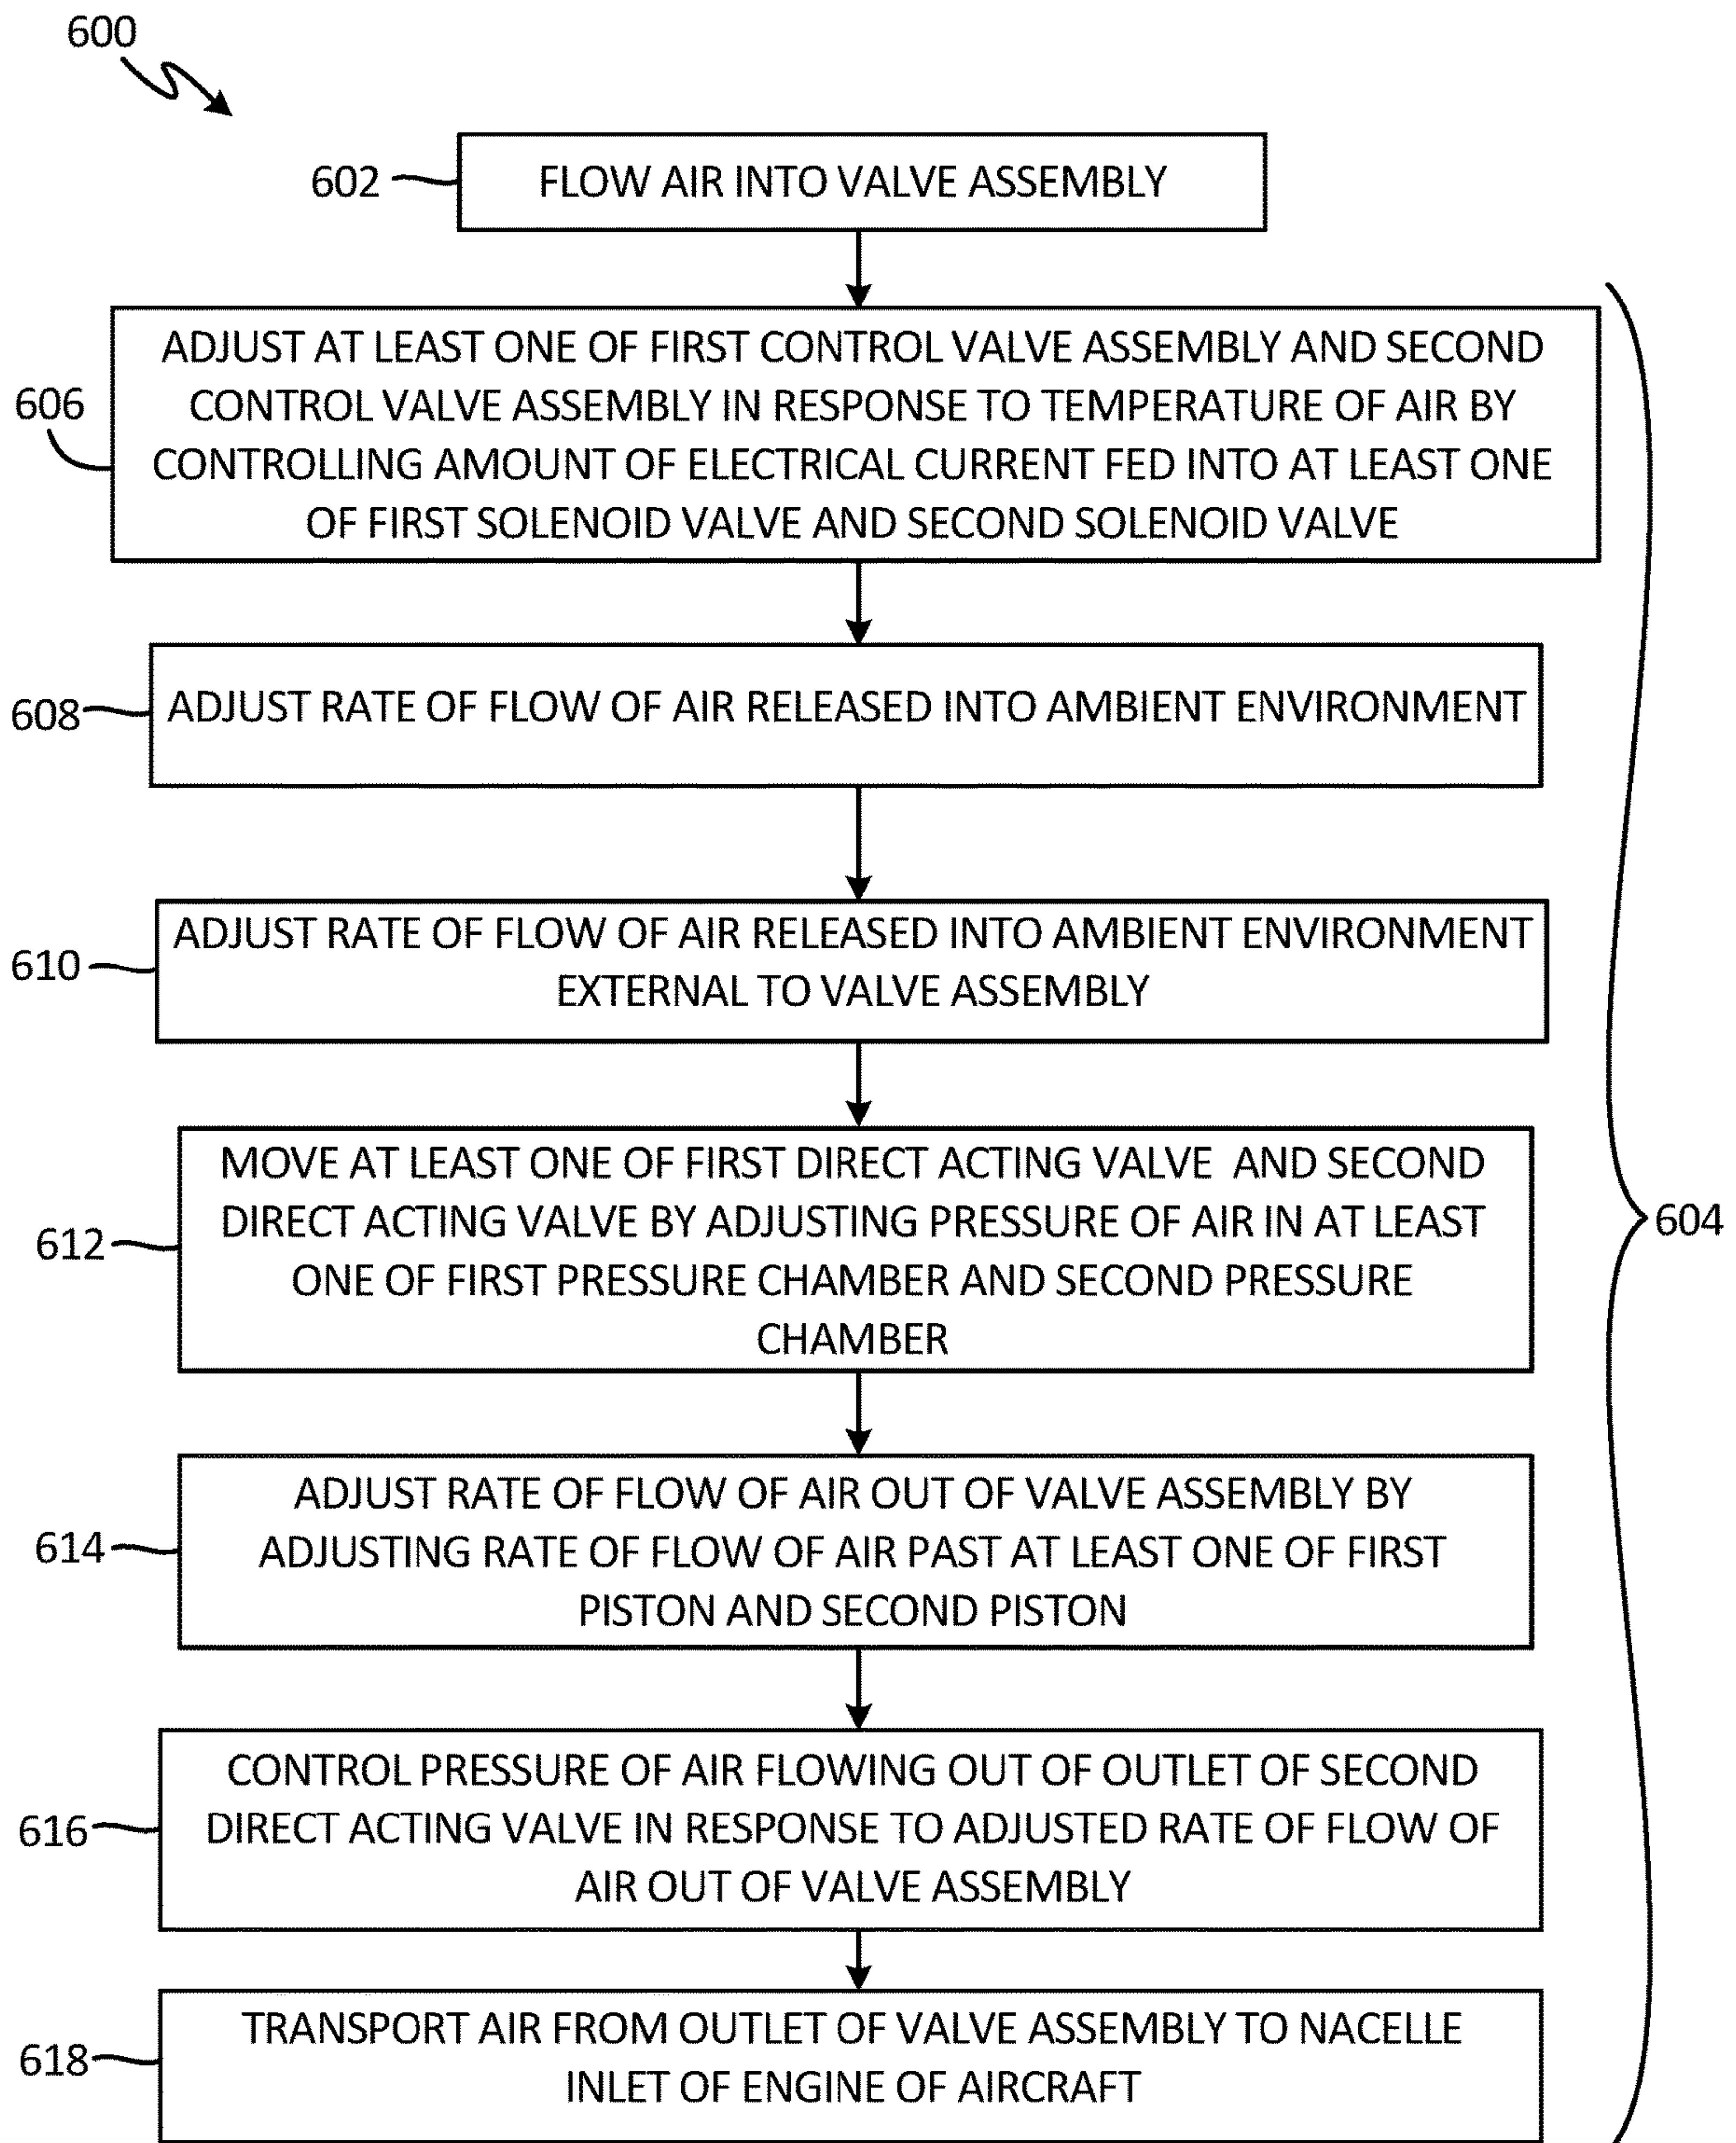 600
602
FLOW AIR INTO VALVE ASSEMBLY
606
ADJUST AT LEAST ONE OF FIRST CONTROL VALVE ASSEMBLY AND SECOND
CONTROL VALVE ASSEMBLY IN RESPONSE TO TEMPERATURE OF AIR BY
CONTROLLING AMOUNT OF ELECTRICAL CURRENT FED INTO AT LEAST ONE
OF FIRST SOLENOID VALVE AND SECOND SOLENOID VALVE
608
ADJUST RATE OF FLOW OF AIR RELEASED INTO AMBIENT ENVIRONMENT
610
ADJUST RATE OF FLOW OF AIR RELEASED INTO AMBIENT ENVIRONMENT
EXTERNAL TO VALVE ASSEMBLY
612
MOVE AT LEAST ONE OF FIRST DIRECT ACTING VALVE AND SECOND
DIRECT ACTING VALVE BY ADJUSTING PRESSURE OF AIR IN AT LEAST
ONE OF FIRST PRESSURE CHAMBER AND SECOND PRESSURE
CHAMBER
604
614
ADJUST RATE OF FLOW OF AIR OUT OF VALVE ASSEMBLY BY
ADJUSTING RATE OF FLOW OF AIR PAST AT LEAST ONE OF FIRST
PISTON AND SECOND PISTON
616
CONTROL PRESSURE OF AIR FLOWING OUT OF OUTLET OF SECOND
DIRECT ACTING VALVE IN RESPONSE TO ADJUSTED RATE OF FLOW OF
AIR OUT OF VALVE ASSEMBLY
618
TRANSPORT AIR FROM OUTLET OF VALVE ASSEMBLY TO NACELLE
INLET OF ENGINE OF AIRCRAFT